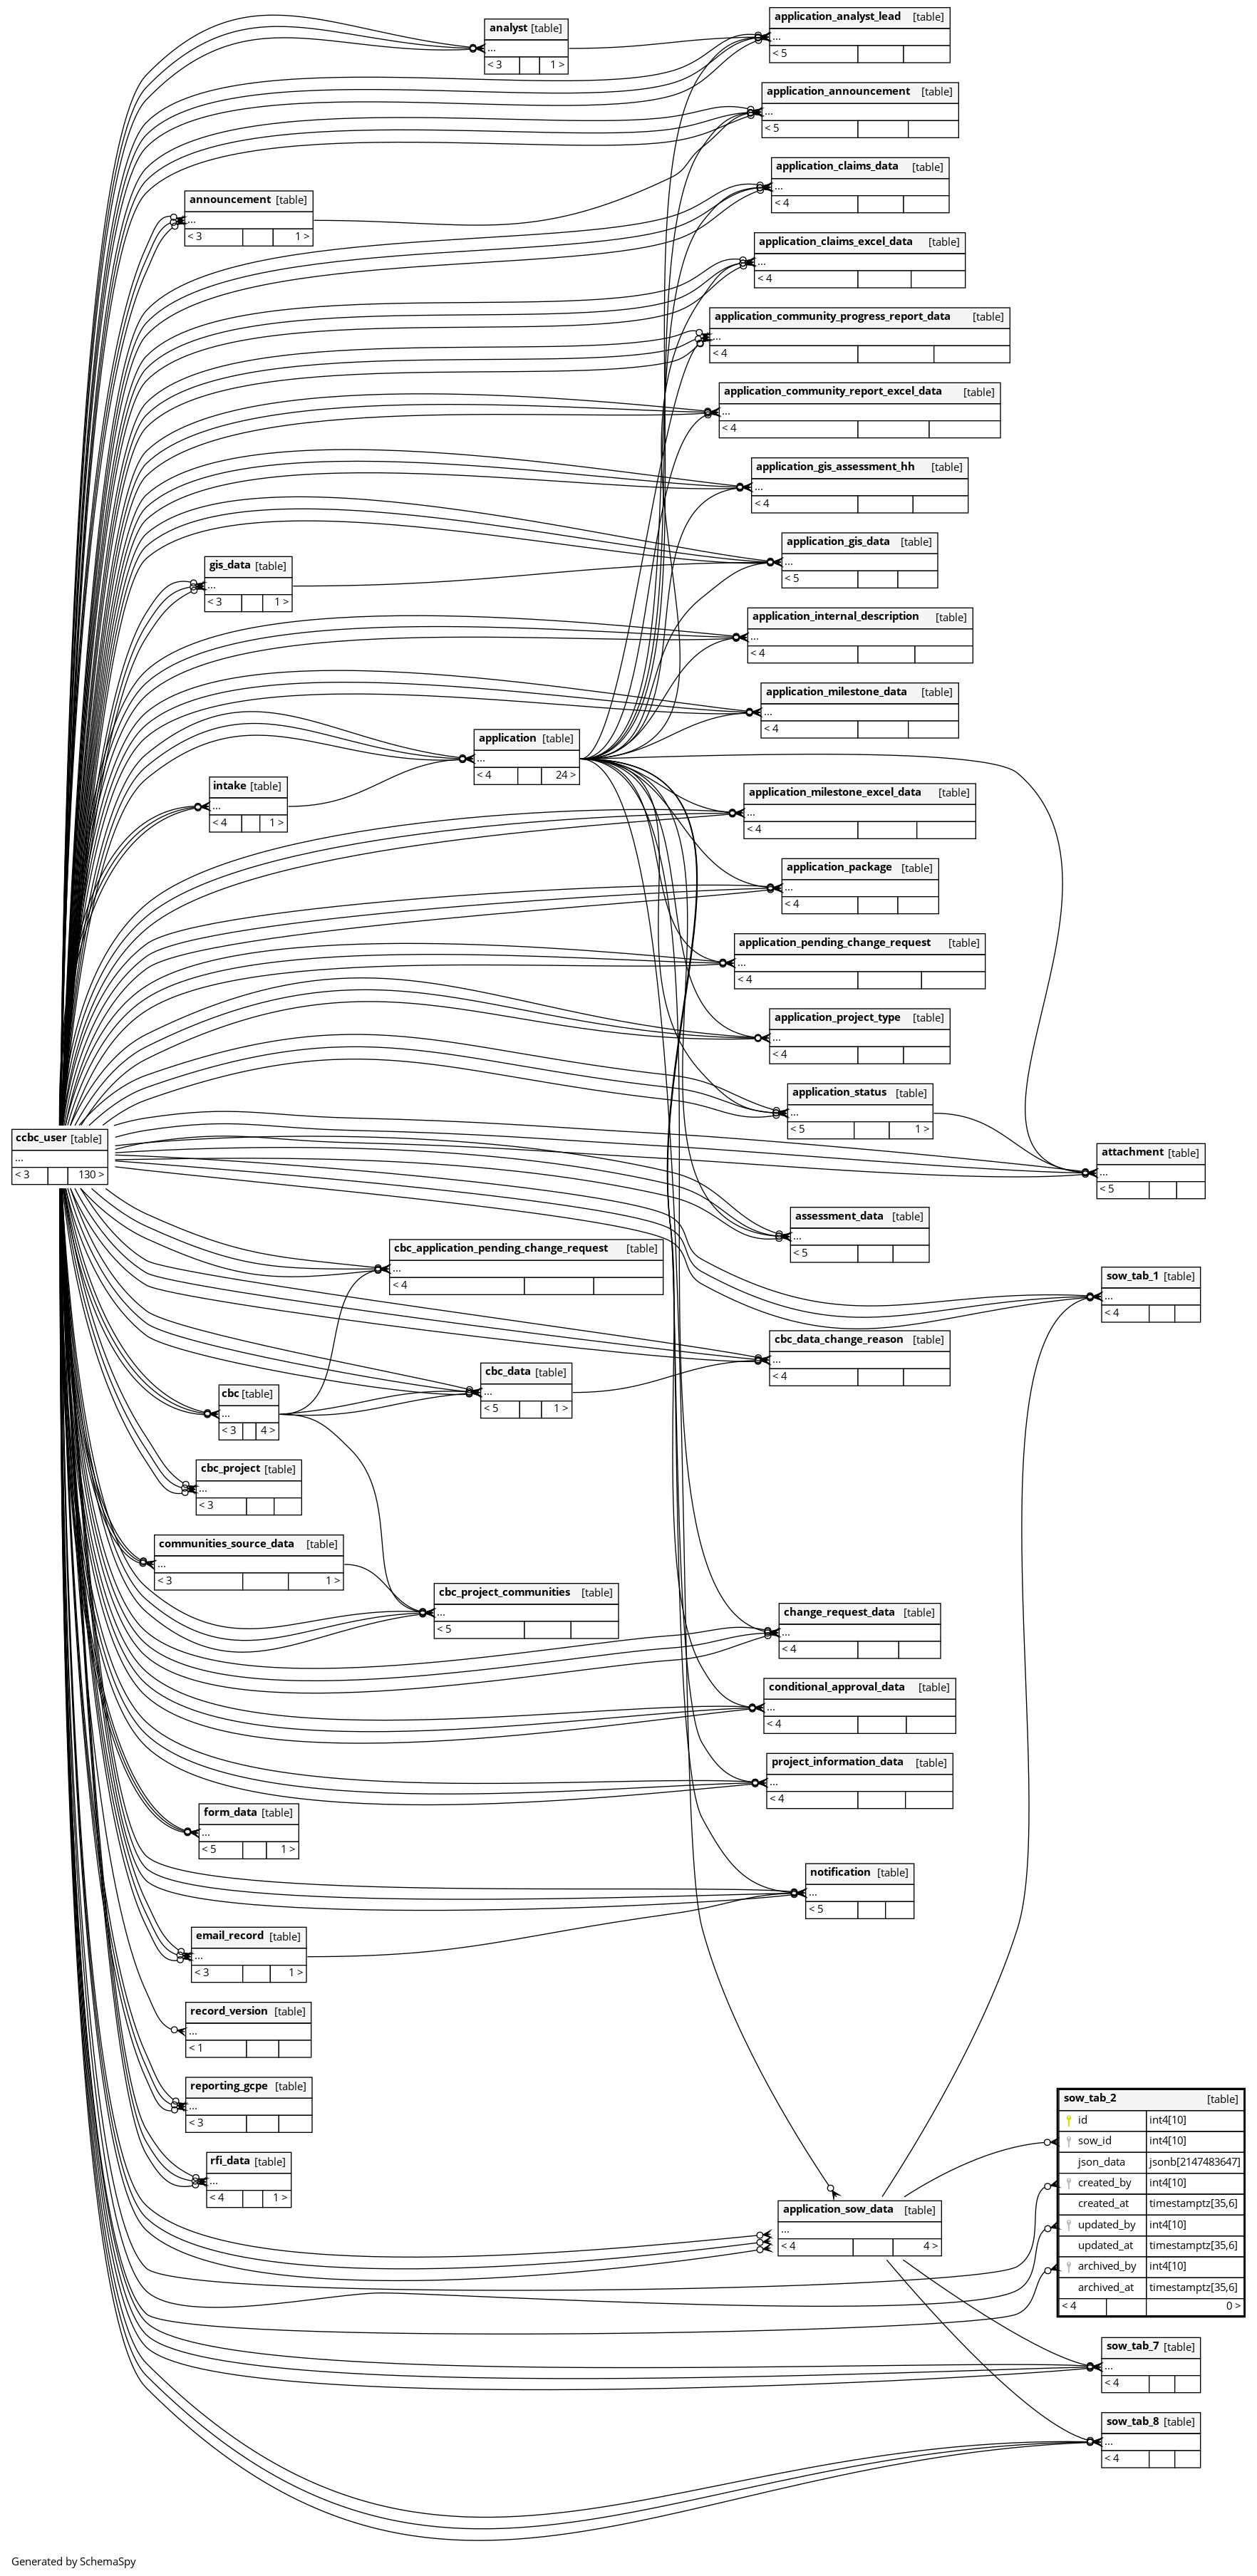 analyst [table]
...
< 3 1 >
application_analyst_lead [table]
...
< 5
application_announcement [table]
...
< 5
application_claims_data [table]
...
< 4
announcement [table]
...
< 3 1 >
application_claims_excel_data [table]
...
< 4
application_community_progress_report_data [table]
...
< 4
application_community_report_excel_data [table]
...
< 4
application_gis_assessment_hh [table]
...
< 4
application_gis_data [table]
...
< 5
gis_data [table]
...
< 3 1 >
application_internal_description [table]
...
< 4
application_milestone_data [table]
...
< 4
application [table]
...
< 4 24 >
intake [table]
...
< 4 1 >
application_milestone_excel_data [table]
...
< 4
application_package [table]
...
< 4
application_pending_change_request [table]
...
< 4
application_project_type [table]
...
< 4
application_status [table]
...
< 5 1 >
ccbc_user [table]
...
< 3 130 >
attachment [table]
...
< 5
assessment_data [table]
...
< 5
cbc_application_pending_change_request [table]
...
< 4
sow_tab_1 [table]
...
< 4
cbc_data_change_reason [table]
...
< 4
cbc_data [table]
...
< 5 1 >
cbc [table]
...
< 3 4 >
cbc_project [table]
...
< 3
communities_source_data [table]
...
< 3 1 >
cbc_project_communities [table]
...
< 5
change_request_data [table]
...
< 4
conditional_approval_data [table]
...
< 4
project_information_data [table]
...
< 4
form_data [table]
...
< 5 1 >
notification [table]
...
< 5
email_record [table]
...
< 3 1 >
record_version [table]
...
< 1
reporting_gcpe [table]
...
< 3
rfi_data [table]
...
< 4 1 >
application_sow_data [table]
...
< 4 4 >
sow_tab_2 [table]
id int4[10]
sow_id int4[10]
json_data jsonb[2147483647]
created_by int4[10]
created_at timestamptz[35,6]
updated_by int4[10]
updated_at timestamptz[35,6]
archived_by int4[10]
archived_at timestamptz[35,6]
< 4 0 >
sow_tab_7 [table]
...
< 4
sow_tab_8 [table]
...
< 4
Generated by SchemaSpy